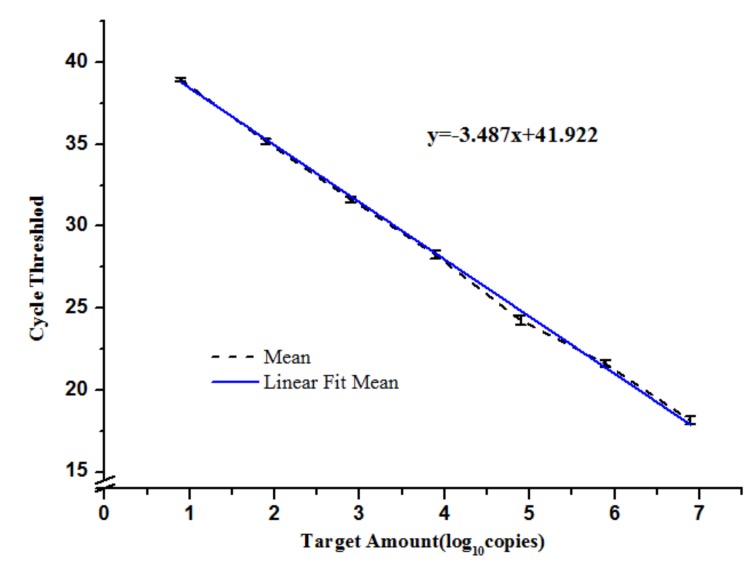 40
35
30
25
20
15
Cycle Threshlod
y=-3.487x+41.922
Mean
Linear Fit Mean
0 1 2 3 4 5 6 7
Target Amount(log₁₀copies)